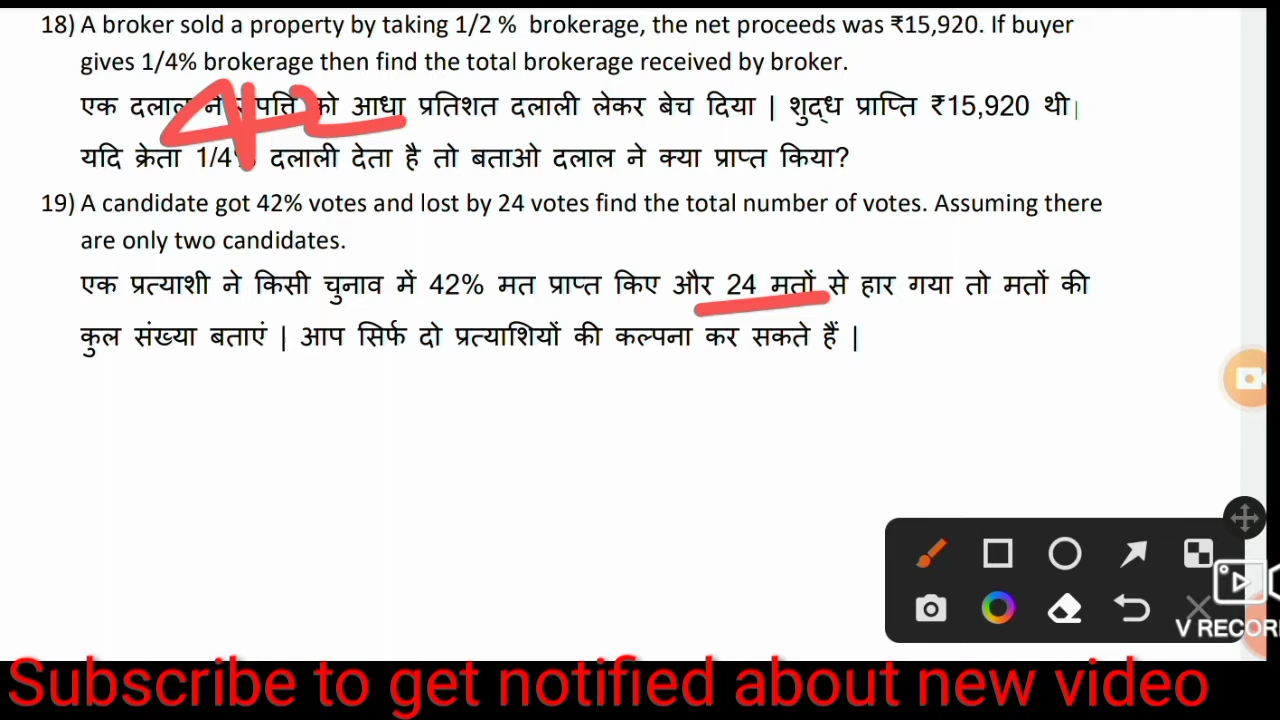 18) A broker sold a property by taking 1/2 % brokerage, the net proceeds was ₹15,920. If buyer
gives 1/4% brokerage then find the total brokerage received by broker.
एक दलाल ने संपत्ति को आधा प्रतिशत दलाली लेकर बेच दिया | शुद्ध प्राप्ति ₹15,920 थी|
42
यदि क्रेता 1/4% दलाली देता है तो बताओ दलाल ने क्या प्राप्त किया?
19) A candidate got 42% votes and lost by 24 votes find the total number of votes. Assuming there
are only two candidates.
एक प्रत्याशी ने किसी चुनाव में 42% मत प्राप्त किए और 24 मतों से हार गया तो मतों की
कुल संख्या बताएं | आप सिर्फ दो प्रत्याशियों की कल्पना कर सकते हैं |
V RECOR
Subscribe to get notified about new video